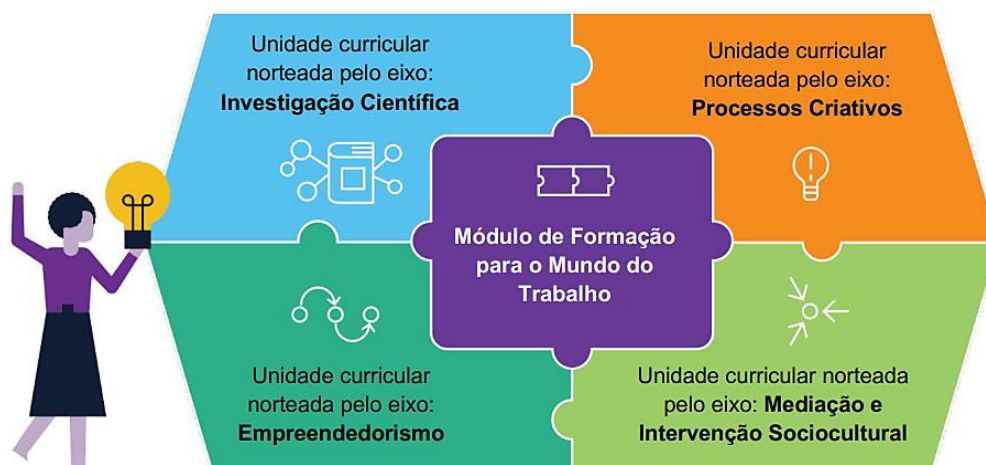 Unidade curricular
norteada pelo eixo:
Investigação Científica
Unidade curricular
norteada pelo eixo:
Processos Criativos
Módulo de Formação
para o Mundo do
Trabalho
Unidade curricular
norteada pelo eixo:
Empreendedorismo
Unidade curricular norteada
pelo eixo: Mediação e
Intervenção Sociocultural